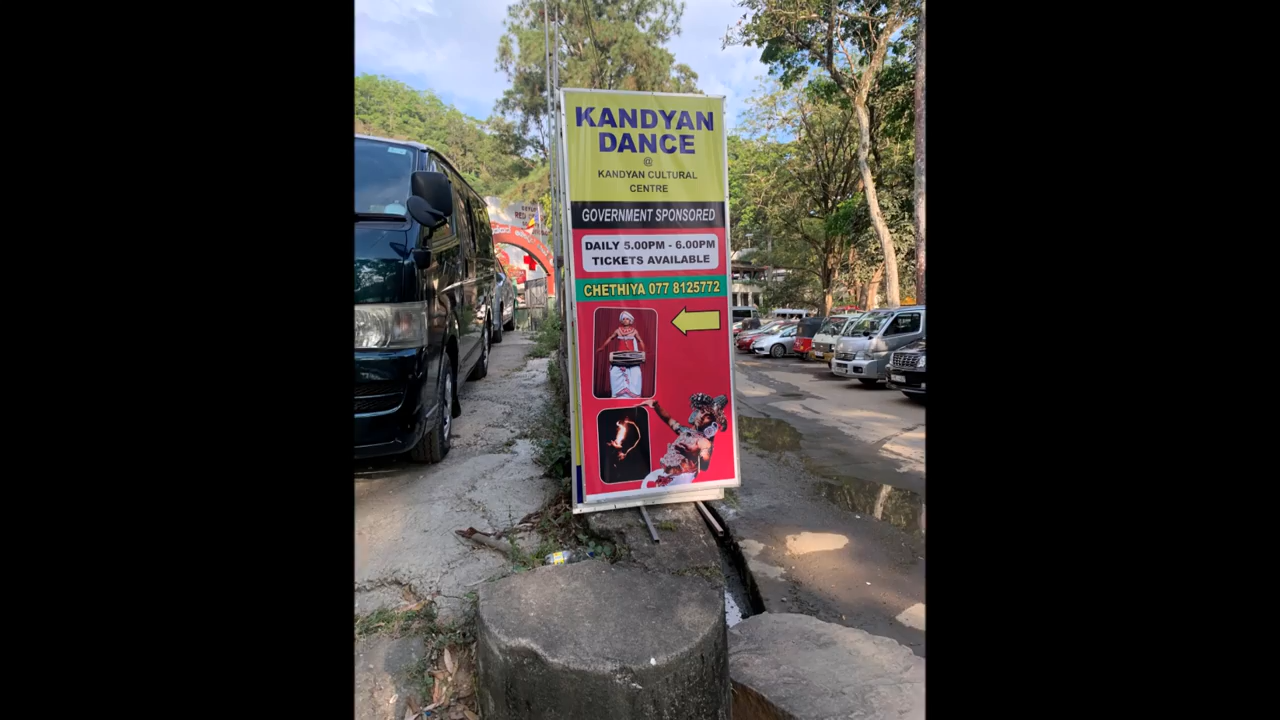 KANDYAN
DANCE
@
KANDYAN CULTURAL
CENTRE
GOVERNMENT SPONSORED
DAILY 5.00PM - 6.00PM
TICKETS AVAILABLE
CHETHIYA 077 8125772